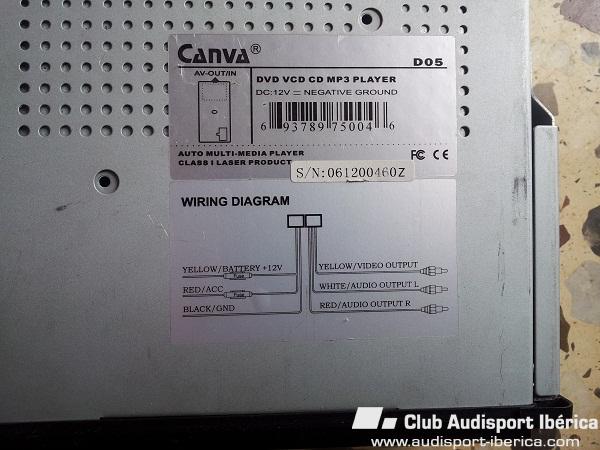 CANVA®
D05
AV-OUT/IN
DVD VCD CD MP3 PLAYER
DC:12V ⎓ NEGATIVE GROUND
6 93789 75004 6
AUTO MULTI-MEDIA PLAYER
CLASS I LASER PRODUCT
FC CE
S/N:061200460Z
WIRING DIAGRAM
YELLOW/BATTERY +12V
Fuse
RED/ACC
Fuse
BLACK/GND
YELLOW/VIDEO OUTPUT
WHITE/AUDIO OUTPUT L
RED/AUDIO OUTPUT R
Club Audisport Ibérica
www.audisport-iberica.com